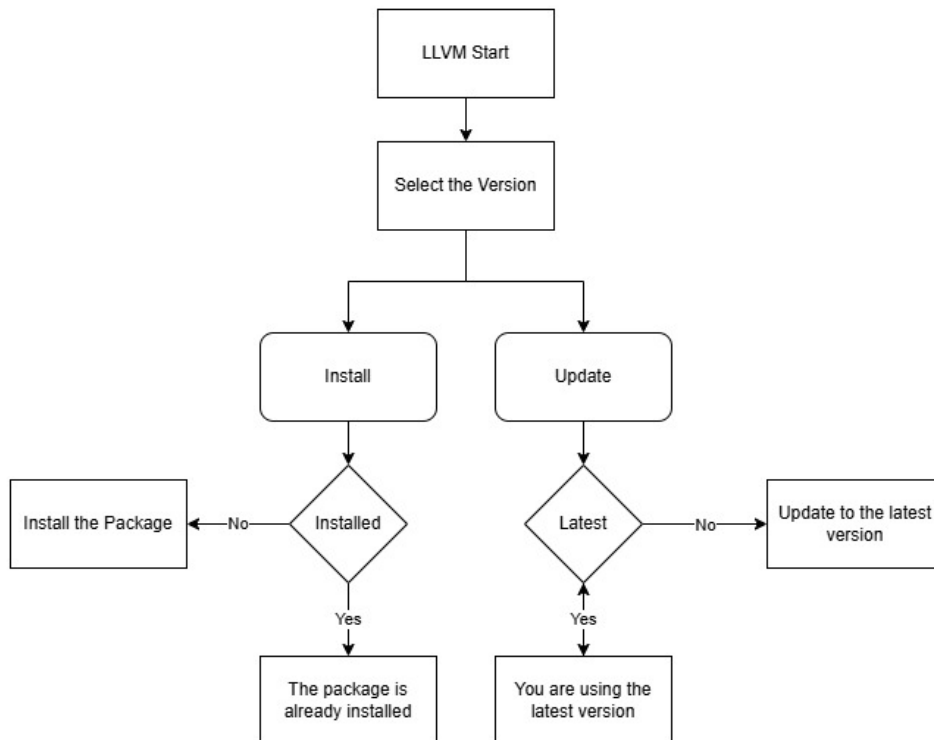 LLVM Start
Select the Version
Install
Update
Install the Package
No
Installed
Latest
No
Update to the latest
version
Yes
Yes
The package is
already installed
You are using the
latest version